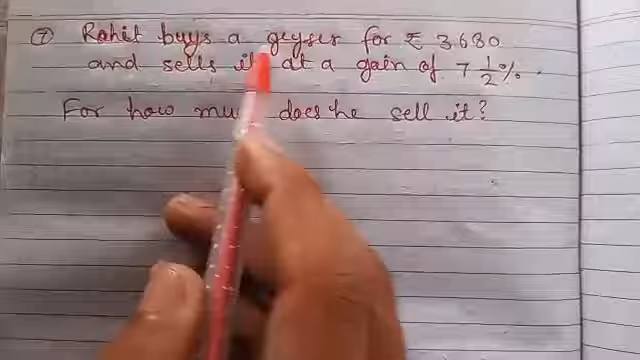 7 Rohit buys a geyser for ₹ 3680
and sells it at a gain of 7 1/2 %.
For how does he sell it?